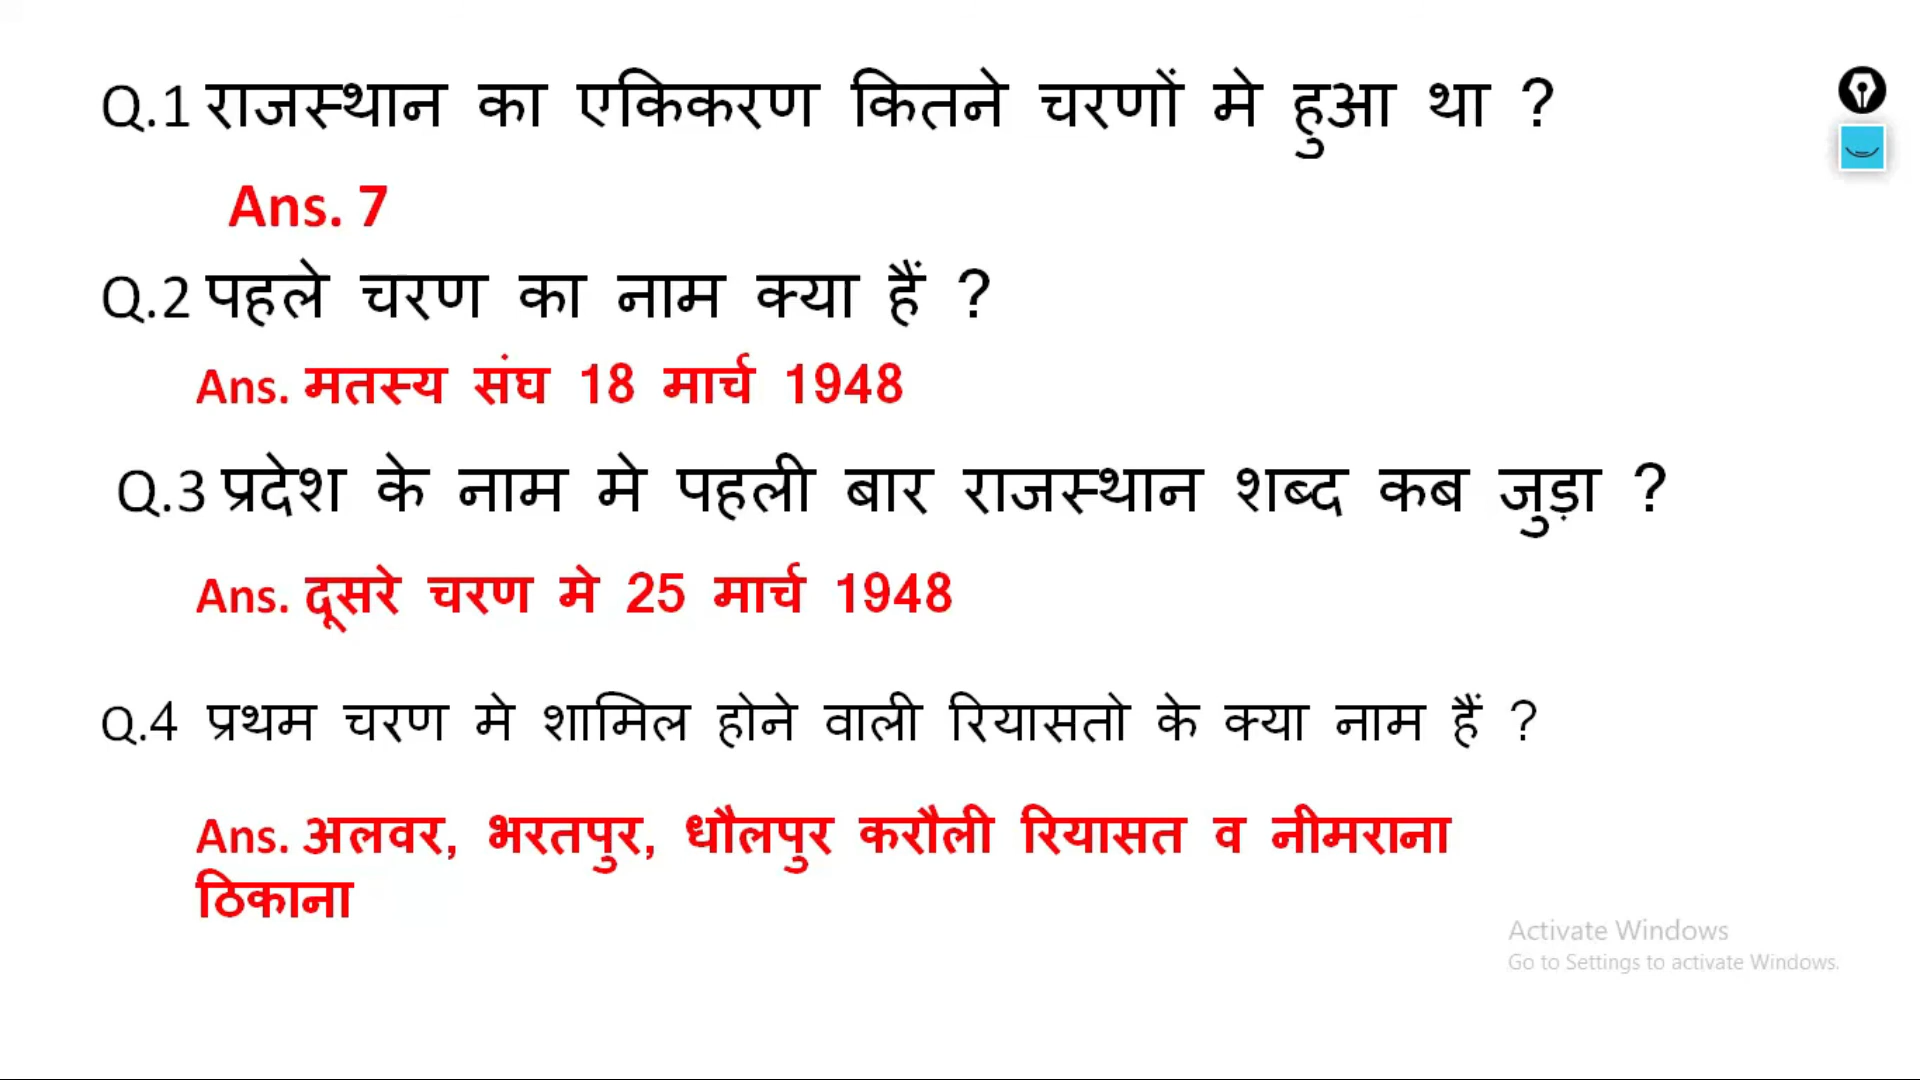 Q.1 राजस्थान का एकिकरण कितने चरणों मे हुआ था ?
Ans. 7
Q.2 पहले चरण का नाम क्या हैं ?
Ans. मतस्य संघ 18 मार्च 1948
Q.3 प्रदेश के नाम मे पहली बार राजस्थान शब्द कब जुड़ा ?
Ans. दूसरे चरण मे 25 मार्च 1948
Q.4 प्रथम चरण मे शामिल होने वाली रियासतो के क्या नाम हैं ?
Ans. अलवर, भरतपुर, धौलपुर करौली रियासत व नीमराना
ठिकाना
Activate Windows
Go to Settings to activate Windows.